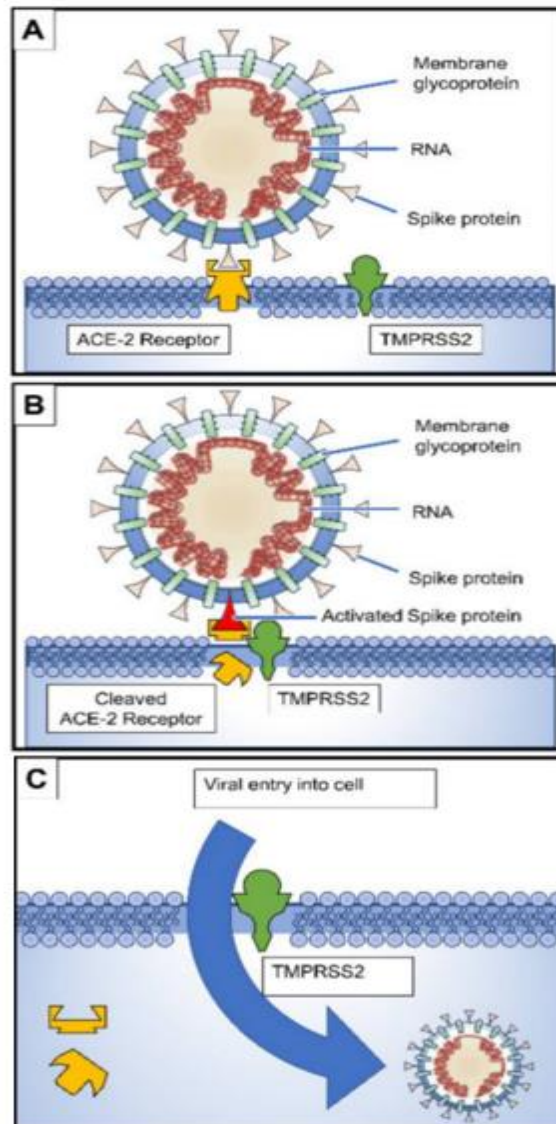 A
Membrane
glycoprotein
RNA
Spike protein
ACE-2 Receptor
TMPRSS2
B
Membrane
glycoprotein
RNA
Spike protein
Activated Spike protein
Cleaved
ACE-2 Receptor
TMPRSS2
C
Viral entry into cell
TMPRSS2